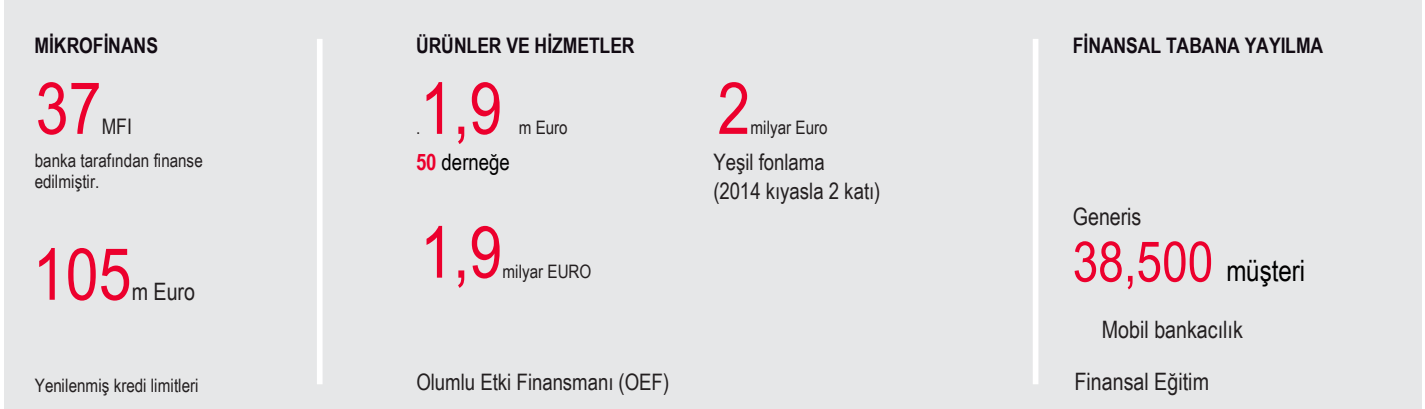 MİKROFİNANS
37 MFI
banka tarafından finanse
edilmiştir.
105 m Euro
Yenilenmiş kredi limitleri
ÜRÜNLER VE HİZMETLER
. 1,9 m Euro
50 derneğe
1,9 milyar EURO
Olumlu Etki Finansmanı (OEF)
2 milyar Euro
Yeşil fonlama
(2014 kıyasla 2 katı)
FİNANSAL TABANA YAYILMA
Generis
38,500 müşteri
Mobil bankacılık
Finansal Eğitim